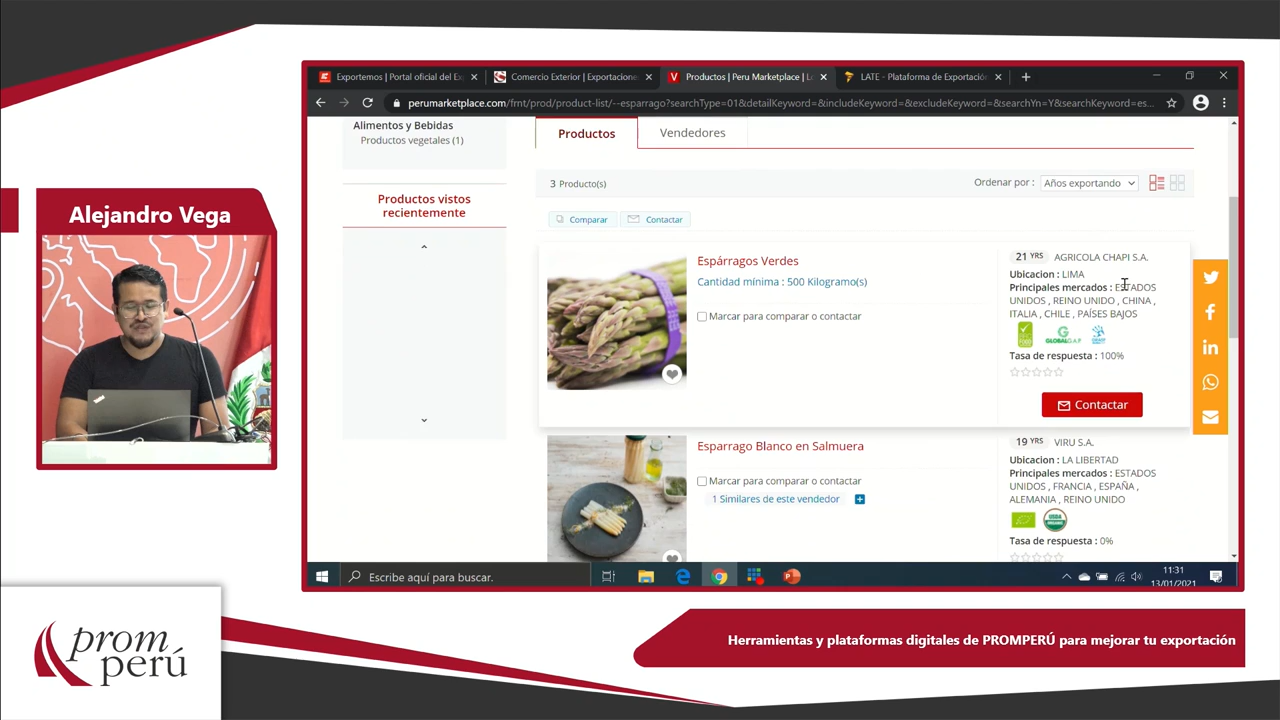 Alejandro Vega
Exportemos | Portal oficial del Ex
Comercio Exterior | Exportacione
Productos | Peru Marketplace | L
LATE - Plataforma de Exportació
perumarketplace.com/fmt/prod/product-list/--esparrago?searchType=01&detailKeyword=&includeKeyword=&excludeKeyword=&searchYn=Y&searchKeyword=es...
Alimentos y Bebidas
Productos vegetales (1)
Productos vistos
recientemente
Productos
Vendedores
3 Producto(s)
Ordenar por :
Años exportando
Comparar
Contactar
Espárragos Verdes
Cantidad mínima : 500 Kilogramo(s)
Marcar para comparar o contactar
21 YRS AGRICOLA CHAPI S.A.
Ubicacion : LIMA
Principales mercados : ESTADOS
UNIDOS , REINO UNIDO , CHINA ,
ITALIA , CHILE , PAÍSES BAJOS
GLOBALG.A.P
Tasa de respuesta : 100%
Contactar
Esparrago Blanco en Salmuera
Marcar para comparar o contactar
1 Similares de este vendedor
19 YRS VIRU S.A.
Ubicacion : LA LIBERTAD
Principales mercados : ESTADOS
UNIDOS , FRANCIA , ESPAÑA ,
ALEMANIA , REINO UNIDO
USDA
ORGANIC
Tasa de respuesta : 0%
Escribe aquí para buscar.
11:31
13/01/2021
prom
perú
Herramientas y plataformas digitales de PROMPERÚ para mejorar tu exportación